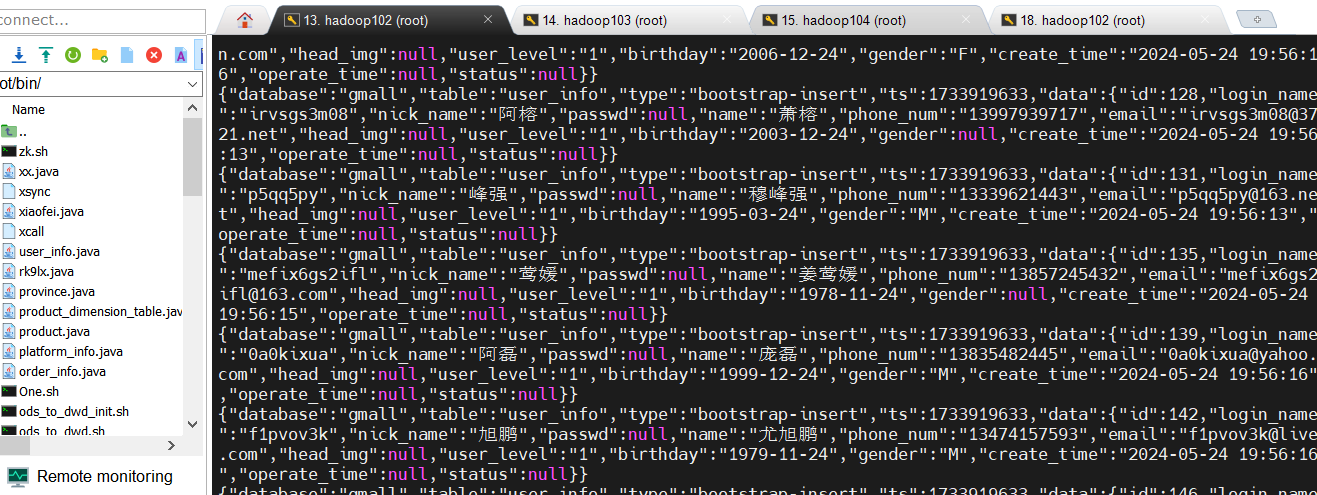 connect...
13. hadoop102 (root)
14. hadoop103 (root)
15. hadoop104 (root)
18. hadoop102 (root)
ot/bin/
Name
..
zk.sh
xx.java
xsync
xiaofei.java
xcall
user_info.java
rk9lx.java
province.java
product_dimension_table.jav
product.java
platform_info.java
order_info.java
One.sh
ods_to_dwd_init.sh
ods_to_dwd.sh
Remote monitoring
n.com","head_img":null,"user_level":"1","birthday":"2006-12-24","gender":"F","create_time":"2024-05-24 19:56:1
6","operate_time":null,"status":null}}
{"database":"gmall","table":"user_info","type":"bootstrap-insert","ts":1733919633,"data":{"id":128,"login_name
":"irvsgs3m08","nick_name":"阿榕","passwd":null,"name":"萧榕","phone_num":"13997939717","email":"irvsgs3m08@37
21.net","head_img":null,"user_level":"1","birthday":"2003-12-24","gender":null,"create_time":"2024-05-24 19:56
:13","operate_time":null,"status":null}}
{"database":"gmall","table":"user_info","type":"bootstrap-insert","ts":1733919633,"data":{"id":131,"login_name
":"p5qq5py","nick_name":"峰强","passwd":null,"name":"穆峰强","phone_num":"13339621443","email":"p5qq5py@163.ne
t","head_img":null,"user_level":"1","birthday":"1995-03-24","gender":"M","create_time":"2024-05-24 19:56:13","
operate_time":null,"status":null}}
{"database":"gmall","table":"user_info","type":"bootstrap-insert","ts":1733919633,"data":{"id":135,"login_name
":"mefix6gs2ifl","nick_name":"莺媛","passwd":null,"name":"姜莺媛","phone_num":"13857245432","email":"mefix6gs2
ifl@163.com","head_img":null,"user_level":"1","birthday":"1978-11-24","gender":null,"create_time":"2024-05-24
19:56:15","operate_time":null,"status":null}}
{"database":"gmall","table":"user_info","type":"bootstrap-insert","ts":1733919633,"data":{"id":139,"login_name
":"0a0kixua","nick_name":"阿磊","passwd":null,"name":"庞磊","phone_num":"13835482445","email":"0a0kixua@yahoo.
com","head_img":null,"user_level":"1","birthday":"1999-12-24","gender":"M","create_time":"2024-05-24 19:56:16"
,"operate_time":null,"status":null}}
{"database":"gmall","table":"user_info","type":"bootstrap-insert","ts":1733919633,"data":{"id":142,"login_name
":"f1pvov3k","nick_name":"旭鹏","passwd":null,"name":"尤旭鹏","phone_num":"13474157593","email":"f1pvov3k@live
.com","head_img":null,"user_level":"1","birthday":"1979-11-24","gender":"M","create_time":"2024-05-24 19:56:16
","operate_time":null,"status":null}}
{"database":"gmall","table":"user_info","type":"bootstrap-insert","ts":1733919633,"data":{"id":146,"login_name